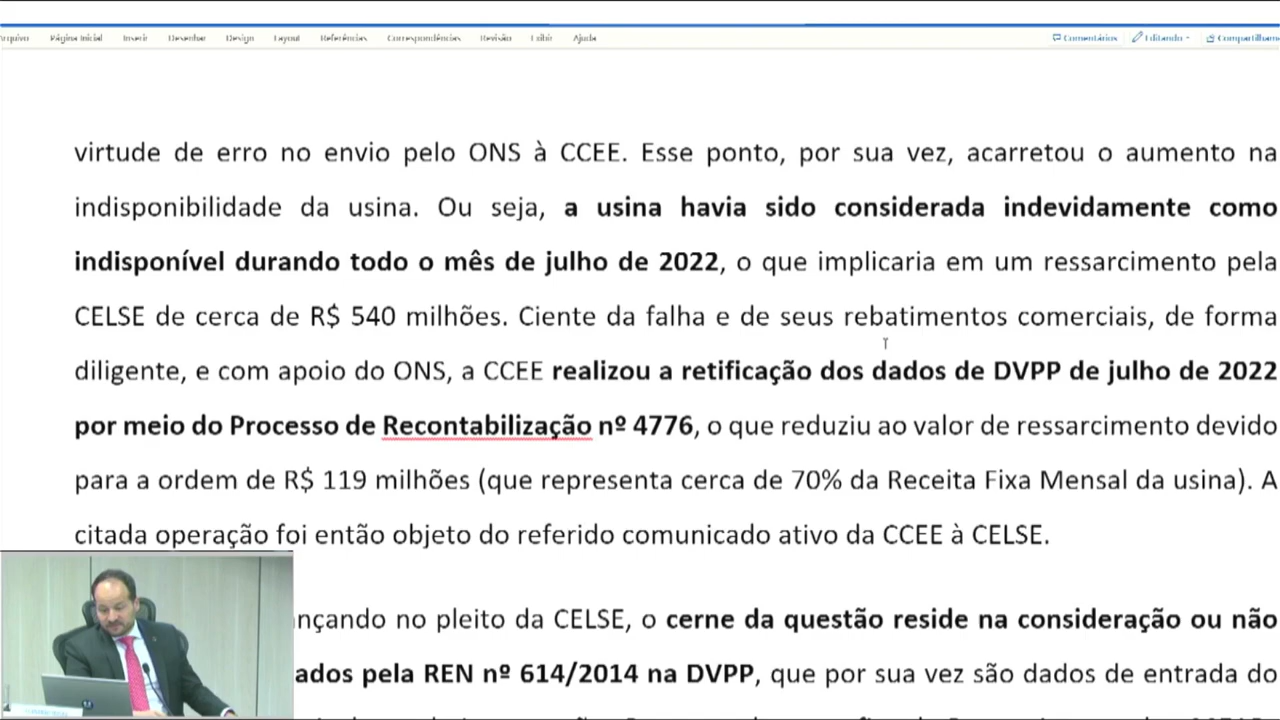 Arquivo Página Inicial Inserir Desenhar Design Layout Referências Correspondências Revisão Exibir Ajuda Comentários Editando
virtude de erro no envio pelo ONS à CCEE. Esse ponto, por sua vez, acarretou o aumento na
indisponibilidade da usina. Ou seja, a usina havia sido considerada indevidamente como
indisponível durando todo o mês de julho de 2022, o que implicaria em um ressarcimento pela
CELSE de cerca de R$ 540 milhões. Ciente da falha e de seus rebatimentos comerciais, de forma
diligente, e com apoio do ONS, a CCEE realizou a retificação dos dados de DVPP de julho de 2022
por meio do Processo de Recontabilização nº 4776, o que reduziu ao valor de ressarcimento devido
para a ordem de R$ 119 milhões (que representa cerca de 70% da Receita Fixa Mensal da usina). A
citada operação foi então objeto do referido comunicado ativo da CCEE à CELSE.
nçando no pleito da CELSE, o cerne da questão reside na consideração ou não
ados pela REN nº 614/2014 na DVPP, que por sua vez são dados de entrada do